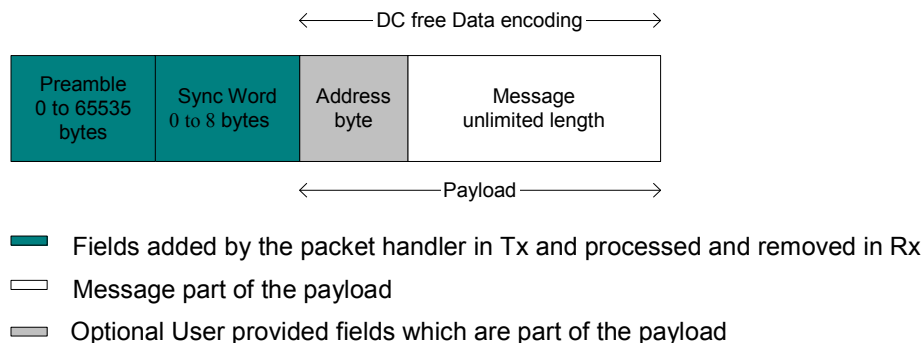 DC free Data encoding
Preamble
0 to 65535
bytes
Sync Word
0 to 8 bytes
Address
byte
Message
unlimited length
Payload
Fields added by the packet handler in Tx and processed and removed in Rx
Message part of the payload
Optional User provided fields which are part of the payload